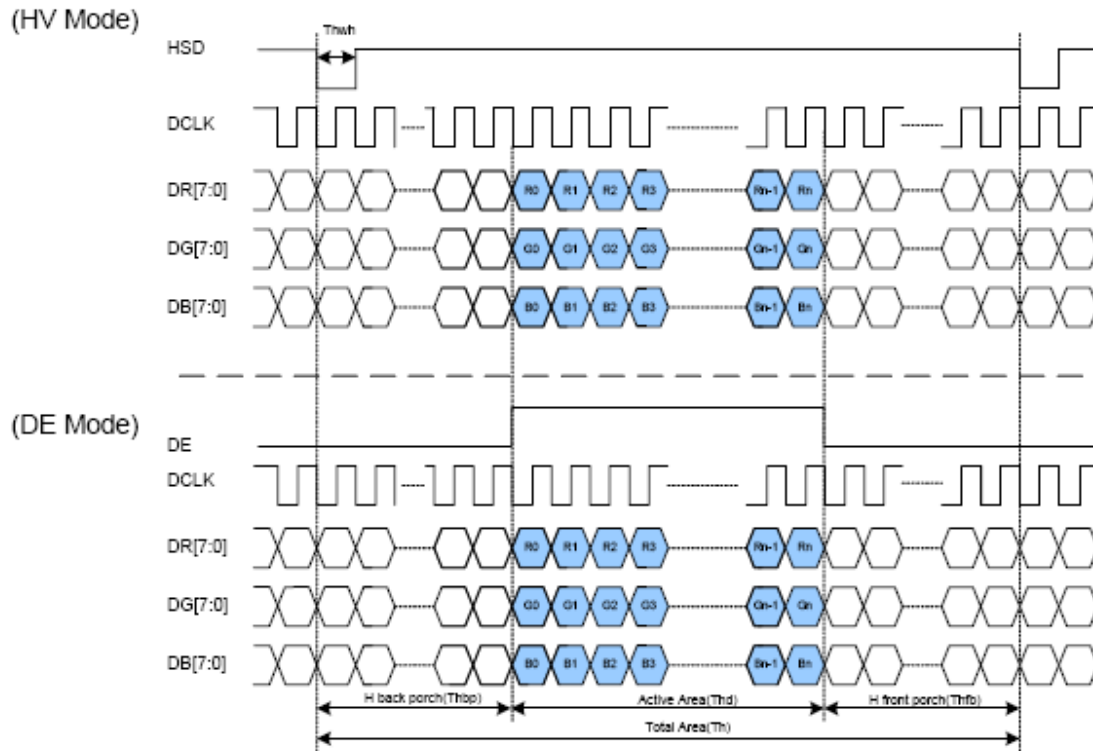 (HV Mode)
Thwh
HSD
DCLK
DR[7:0] R0 R1 R2 R3 Rn-1 Rn
DG[7:0] G0 G1 G2 G3 Gn-1 Gn
DB[7:0] B0 B1 B2 B3 Bn-1 Bn
(DE Mode)
DE
DCLK
DR[7:0] R0 R1 R2 R3 Rn-1 Rn
DG[7:0] G0 G1 G2 G3 Gn-1 Gn
DB[7:0] B0 B1 B2 B3 Bn-1 Bn
H back porch(Thbp) Active Area(Thd) H front porch(Thfb)
Total Area(Th)